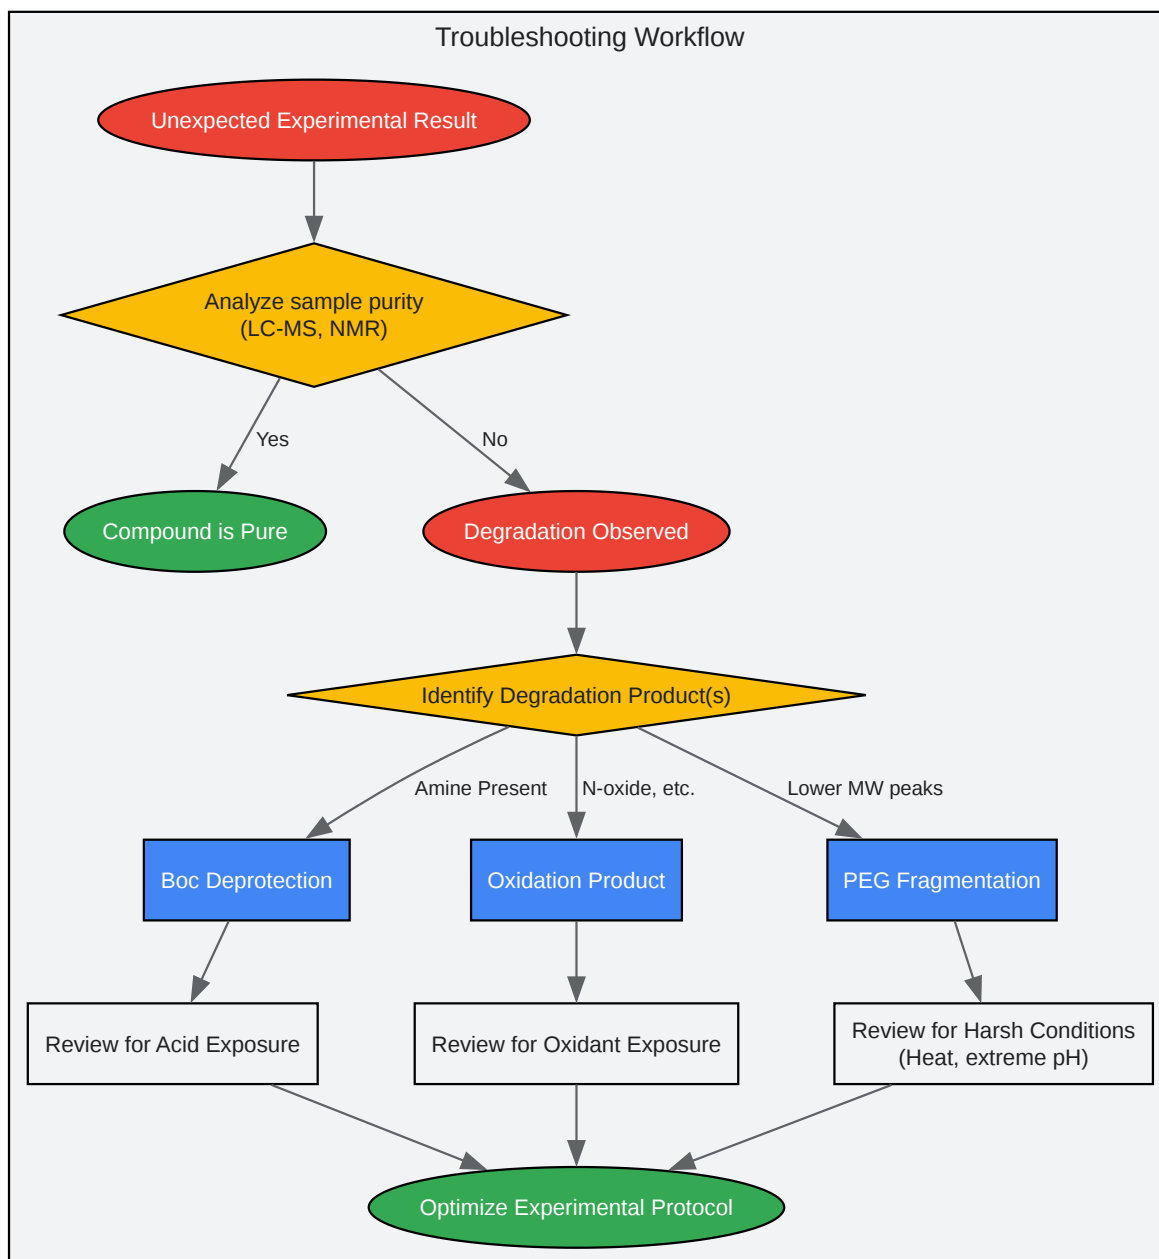 Troubleshooting Workflow
Unexpected Experimental Result
Analyze sample purity
(LC-MS, NMR)
Yes
No
Compound is Pure
Degradation Observed
Identify Degradation Product(s)
Amine Present
N-oxide, etc.
Lower MW peaks
Boc Deprotection
Oxidation Product
PEG Fragmentation
Review for Acid Exposure
Review for Oxidant Exposure
Review for Harsh Conditions
(Heat, extreme pH)
Optimize Experimental Protocol